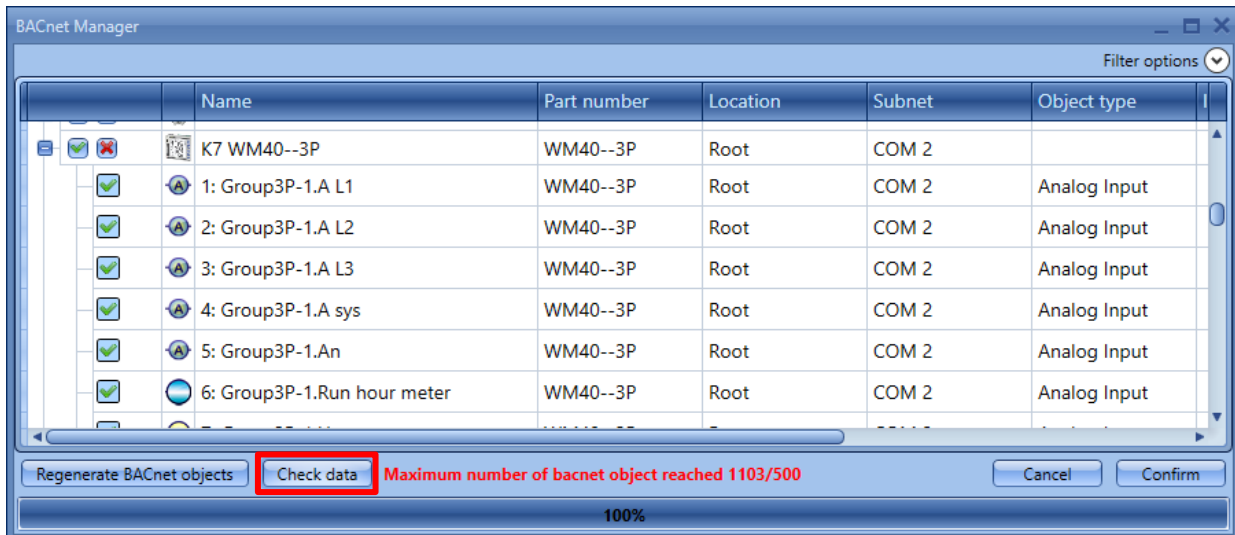 BACnet Manager
Filter options
Name Part number Location Subnet Object type
K7 WM40--3P WM40--3P Root COM 2
1: Group3P-1.A L1 WM40--3P Root COM 2 Analog Input
2: Group3P-1.A L2 WM40--3P Root COM 2 Analog Input
3: Group3P-1.A L3 WM40--3P Root COM 2 Analog Input
4: Group3P-1.A sys WM40--3P Root COM 2 Analog Input
5: Group3P-1.An WM40--3P Root COM 2 Analog Input
6: Group3P-1.Run hour meter WM40--3P Root COM 2 Analog Input
Regenerate BACnet objects Check data Maximum number of bacnet object reached 1103/500 Cancel Confirm
100%